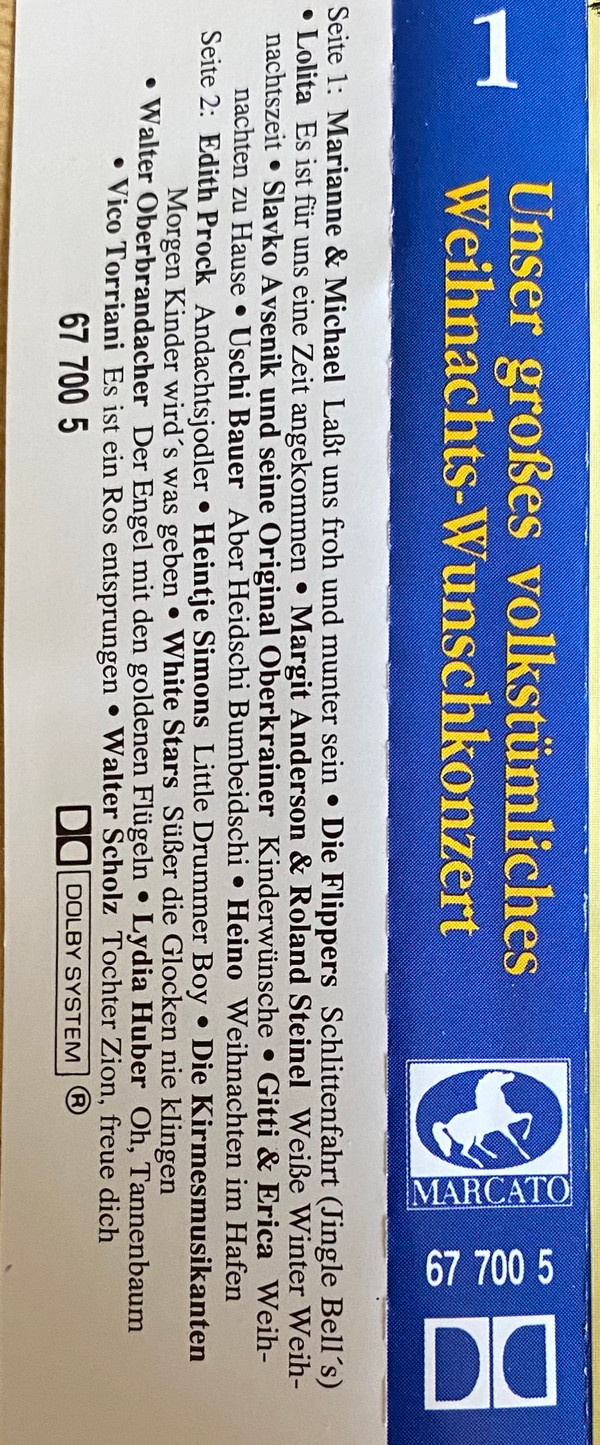 1
Unser großes volkstümliches
Weihnachts-Wunschkonzert
MARCATO
67 700 5
Seite 1: Marianne & Michael Laßt uns froh und munter sein • Die Flippers Schlittenfahrt (Jingle Bell´s)
• Lolita Es ist für uns eine Zeit angekommen • Margit Anderson & Roland Steinel Weiße Winter Weih-
nachtszeit • Slavko Avsenik und seine Original Oberkrainer Kinderwünsche • Gitti & Erica Weih-
nachten zu Hause • Uschi Bauer Aber Heidschi Bumbeidschi • Heino Weihnachten im Hafen
Seite 2: Edith Prock Andachtsjodler • Heintje Simons Little Drummer Boy • Die Kirmesmusikanten
Morgen Kinder wird´s was geben • White Stars Süßer die Glocken nie klingen
• Walter Oberbrandacher Der Engel mit den goldenen Flügeln • Lydia Huber Oh, Tannenbaum
• Vico Torriani Es ist ein Ros entsprungen • Walter Scholz Tochter Zion, freue dich
67 700 5
DOLBY SYSTEM ®